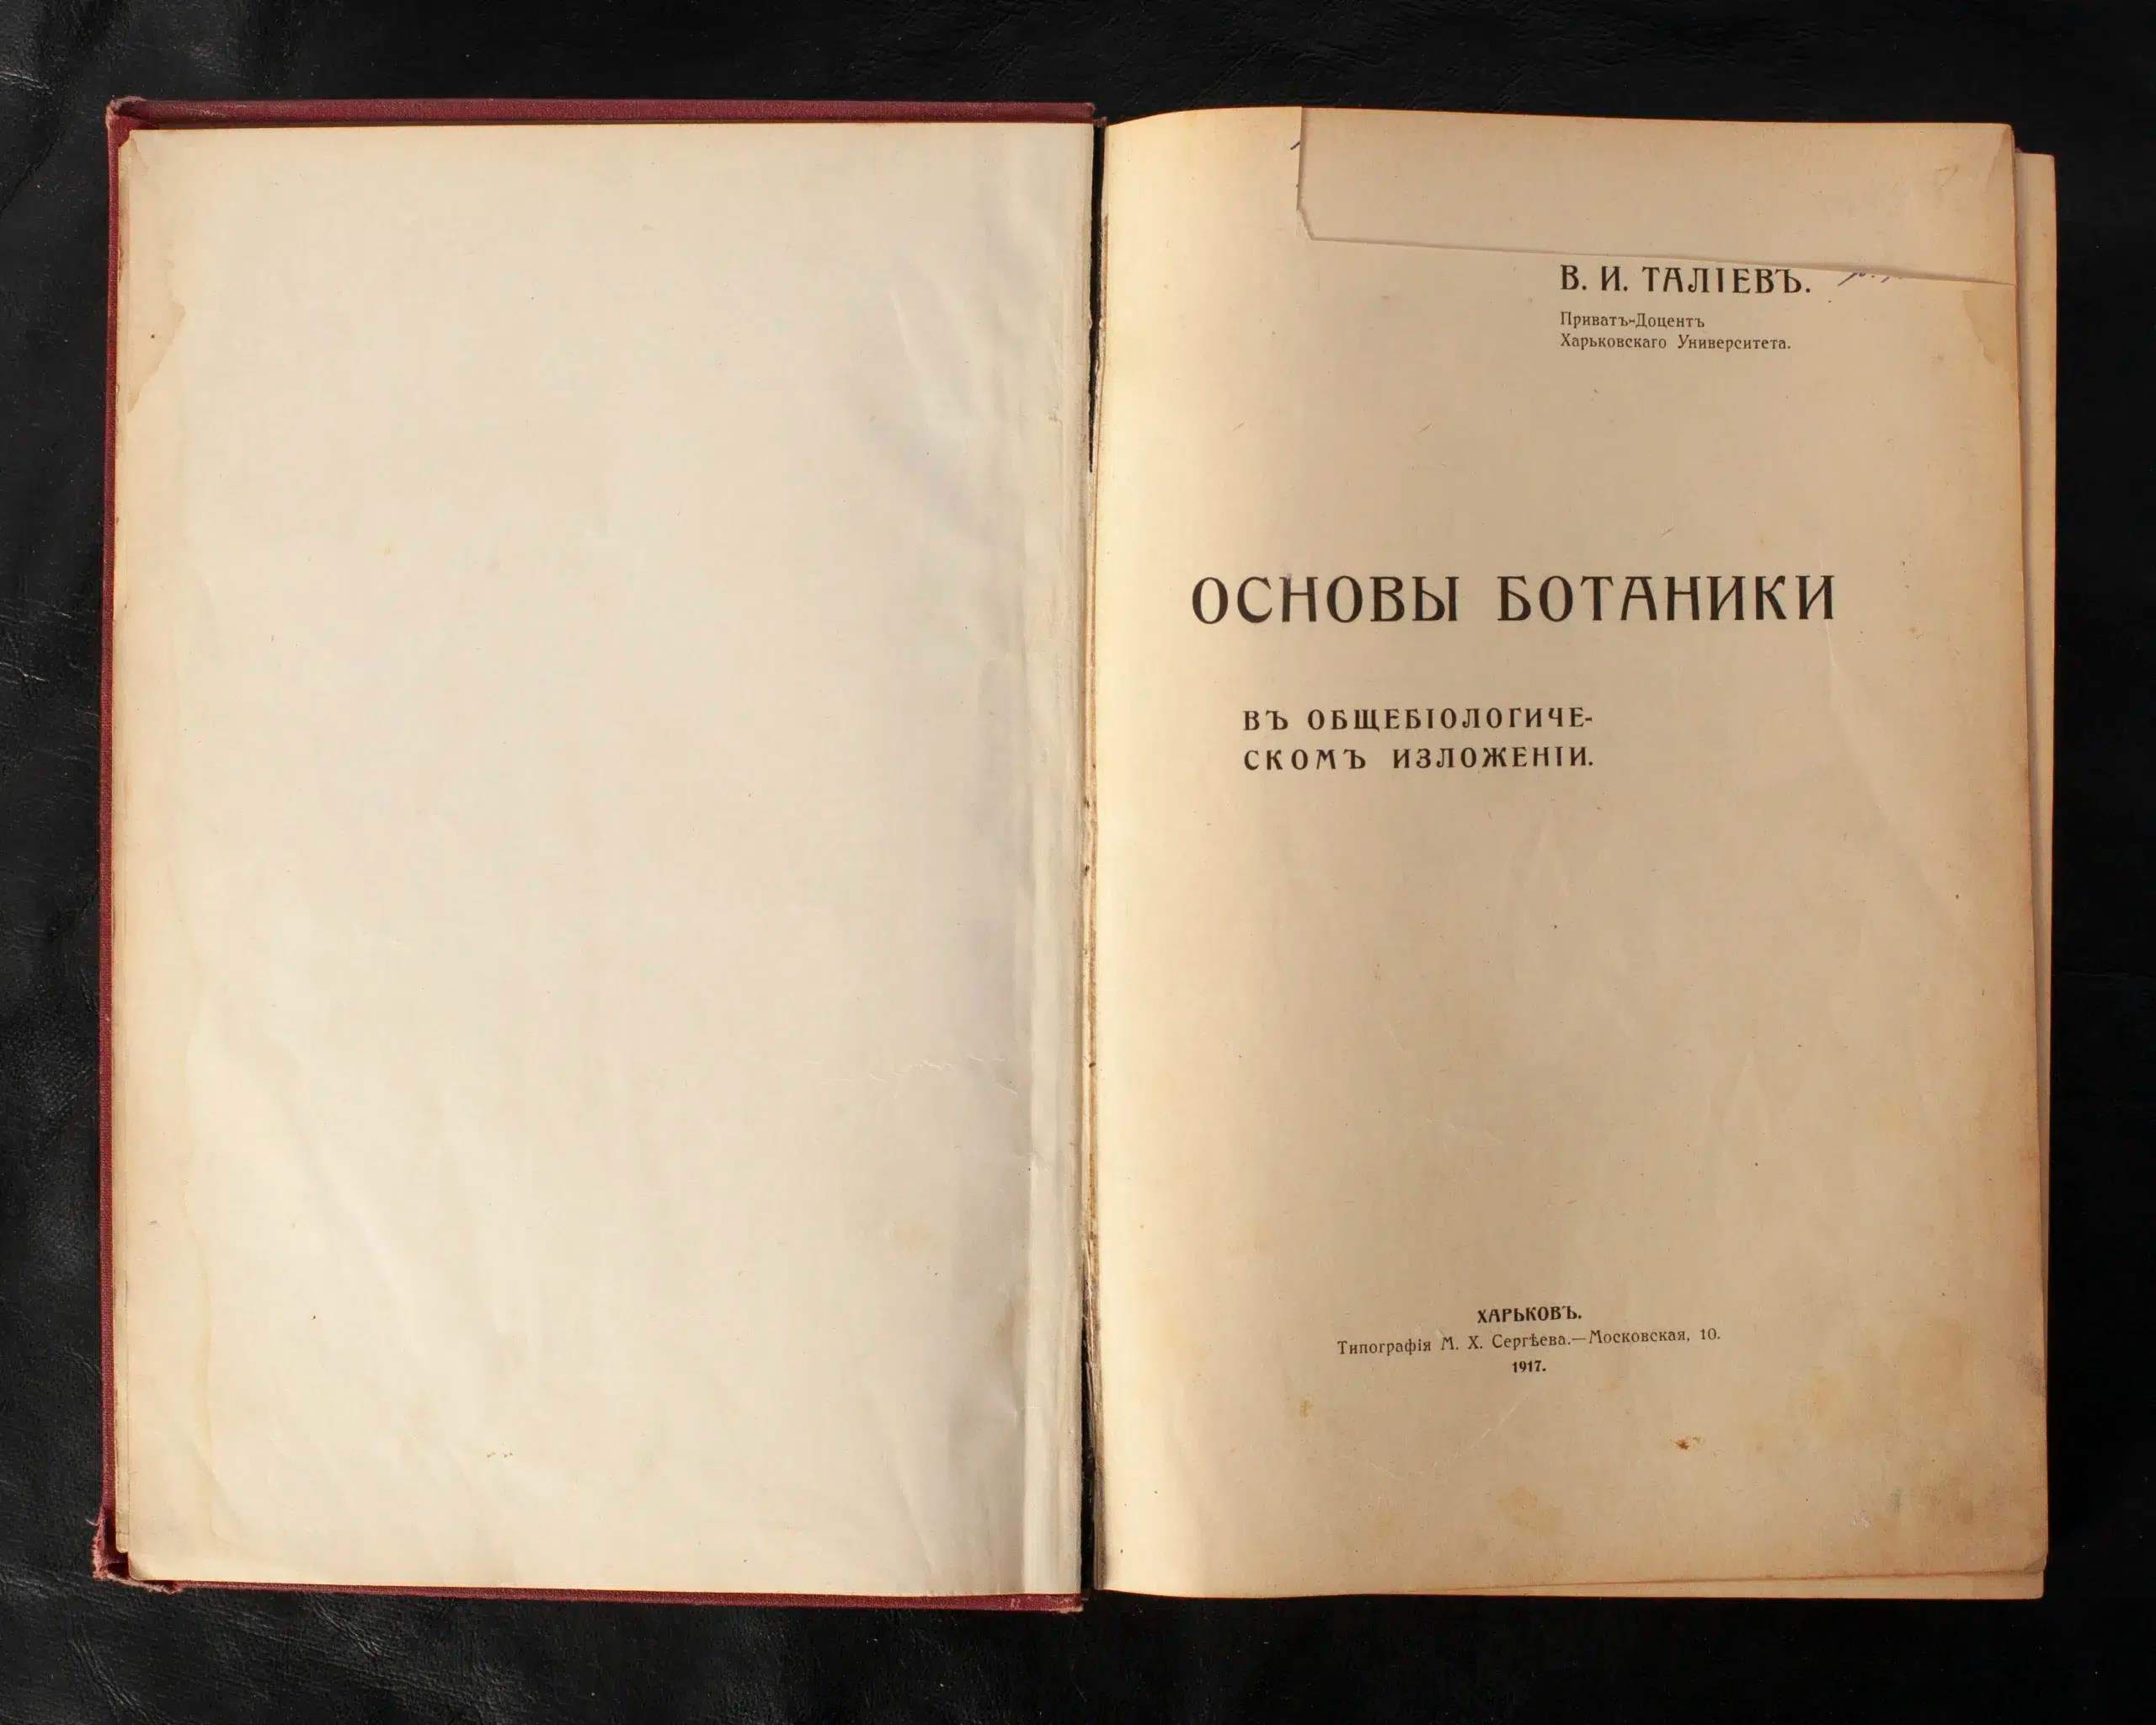 В. И. ТАЛІЕВЪ.
Приватъ-Доцентъ
Харьковскаго Университета.
ОСНОВЫ БОТАНИКИ
ВЪ ОБЩЕБІОЛОГИЧЕ-
СКОМЪ ИЗЛОЖЕНІИ.
ХАРЬКОВЪ.
Типографія М. Х. Сергѣева.—Московская, 10.
1917.